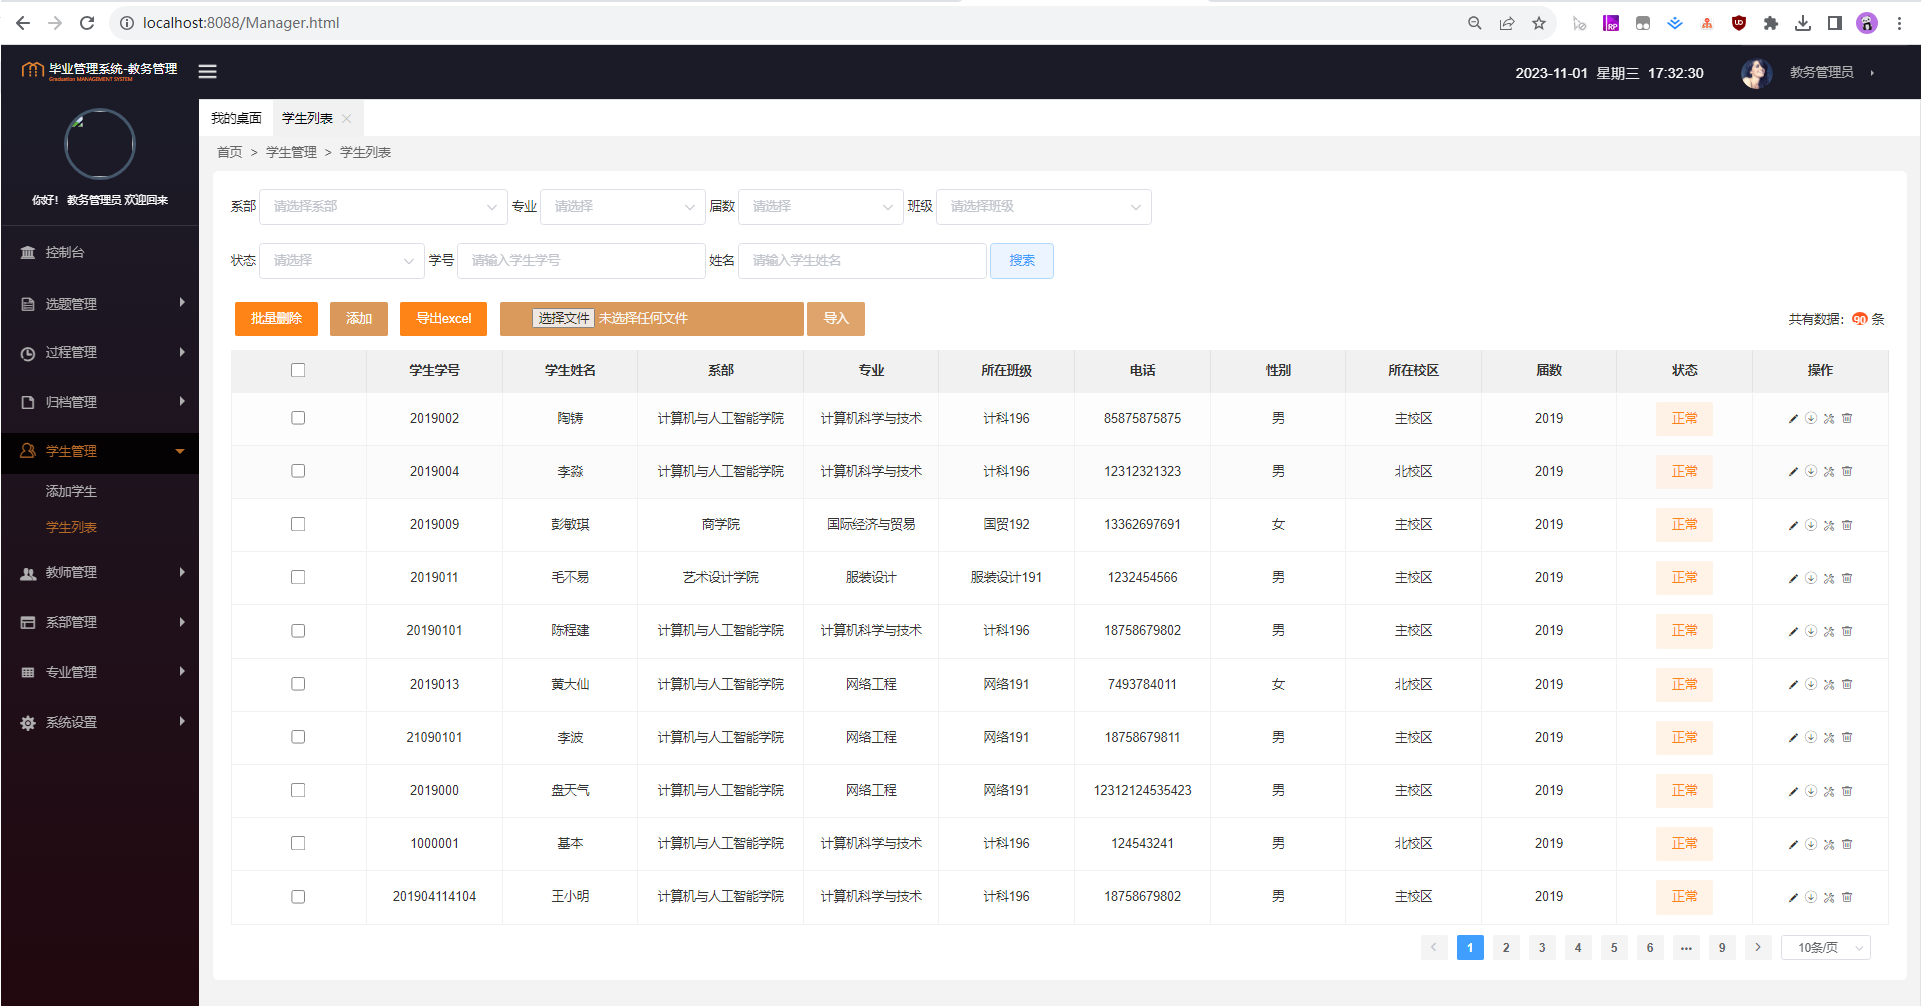 localhost:8088/Manager.html
毕业管理系统-教务管理
Graduation MANAGEMENT SYSTEM
2023-11-01 星期三 17:32:30 教务管理员
你好！ 教务管理员 欢迎回来
控制台
选题管理
过程管理
归档管理
学生管理
添加学生
学生列表
教师管理
系部管理
专业管理
系统设置
我的桌面 学生列表
首页 > 学生管理 > 学生列表
系部 请选择系部 专业 请选择 届数 请选择 班级 请选择班级
状态 请选择 学号 请输入学生学号 姓名 请输入学生姓名 搜索
批量删除 添加 导出excel 选择文件 未选择任何文件 导入 共有数据：90 条
学生学号 学生姓名 系部 专业 所在班级 电话 性别 所在校区 届数 状态 操作
2019002 陶铸 计算机与人工智能学院 计算机科学与技术 计科196 85875875875 男 主校区 2019 正常
2019004 李淼 计算机与人工智能学院 计算机科学与技术 计科196 12312321323 男 北校区 2019 正常
2019009 彭敏琪 商学院 国际经济与贸易 国贸192 13362697691 女 主校区 2019 正常
2019011 毛不易 艺术设计学院 服装设计 服装设计191 1232454566 男 主校区 2019 正常
20190101 陈程建 计算机与人工智能学院 计算机科学与技术 计科196 18758679802 男 主校区 2019 正常
2019013 黄大仙 计算机与人工智能学院 网络工程 网络191 7493784011 女 北校区 2019 正常
21090101 李波 计算机与人工智能学院 网络工程 网络191 18758679811 男 主校区 2019 正常
2019000 盘天气 计算机与人工智能学院 网络工程 网络191 12312124535423 男 主校区 2019 正常
1000001 基本 计算机与人工智能学院 计算机科学与技术 计科196 124543241 男 北校区 2019 正常
201904114104 王小明 计算机与人工智能学院 计算机科学与技术 计科196 18758679802 男 主校区 2019 正常
1 2 3 4 5 6 ··· 9 10条/页